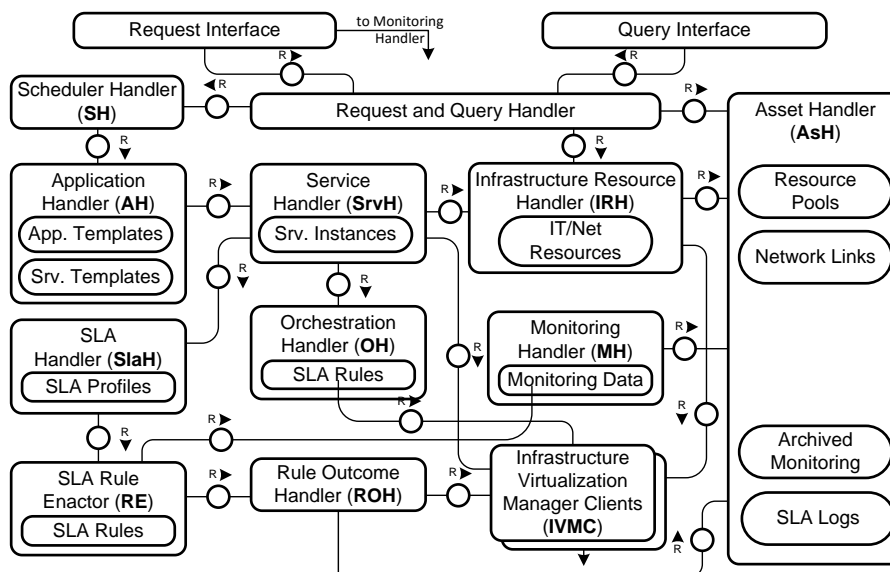 Request Interface
to Monitoring
Handler
Query Interface
R
R
Scheduler Handler
(SH)
R
Request and Query Handler
R
Asset Handler
(AsH)
R
R
Application
Handler (AH)
App. Templates
Srv. Templates
R
Service
Handler (SrvH)
Srv. Instances
R
Infrastructure Resource
Handler (IRH)
IT/Net
Resources
R
Resource
Pools
Network Links
R
R
SLA
Handler (SlaH)
SLA Profiles
Orchestration
Handler (OH)
SLA Rules
R
Monitoring
Handler (MH)
Monitoring Data
R
R
R
R
R
SLA Rule
Enactor (RE)
SLA Rules
R
Rule Outcome
Handler (ROH)
R
Infrastructure
Virtualization
Manager Clients
(IVMC)
Archived
Monitoring
SLA Logs
R